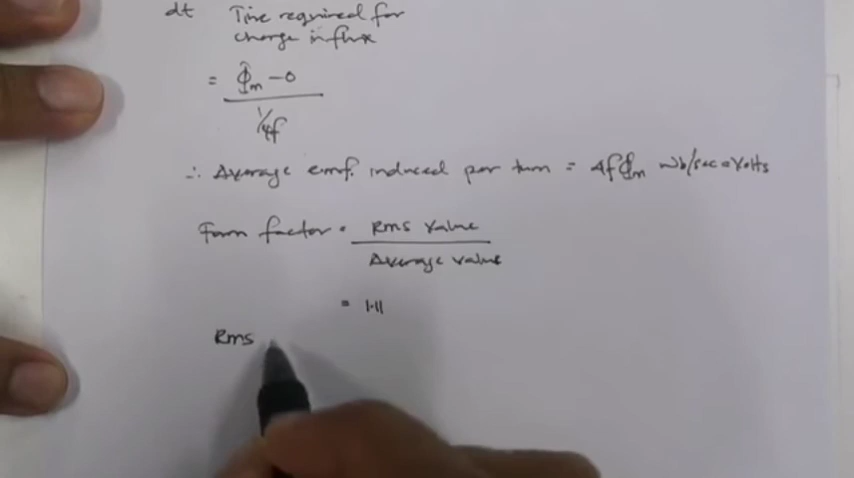 dt Time required for
change in flux
= Φm - 0
1/4f
∴ Average emf. induced per turn = 4fΦm Wb/sec or Volts
Form factor = Rms Value
Average value
= 1.11
Rms